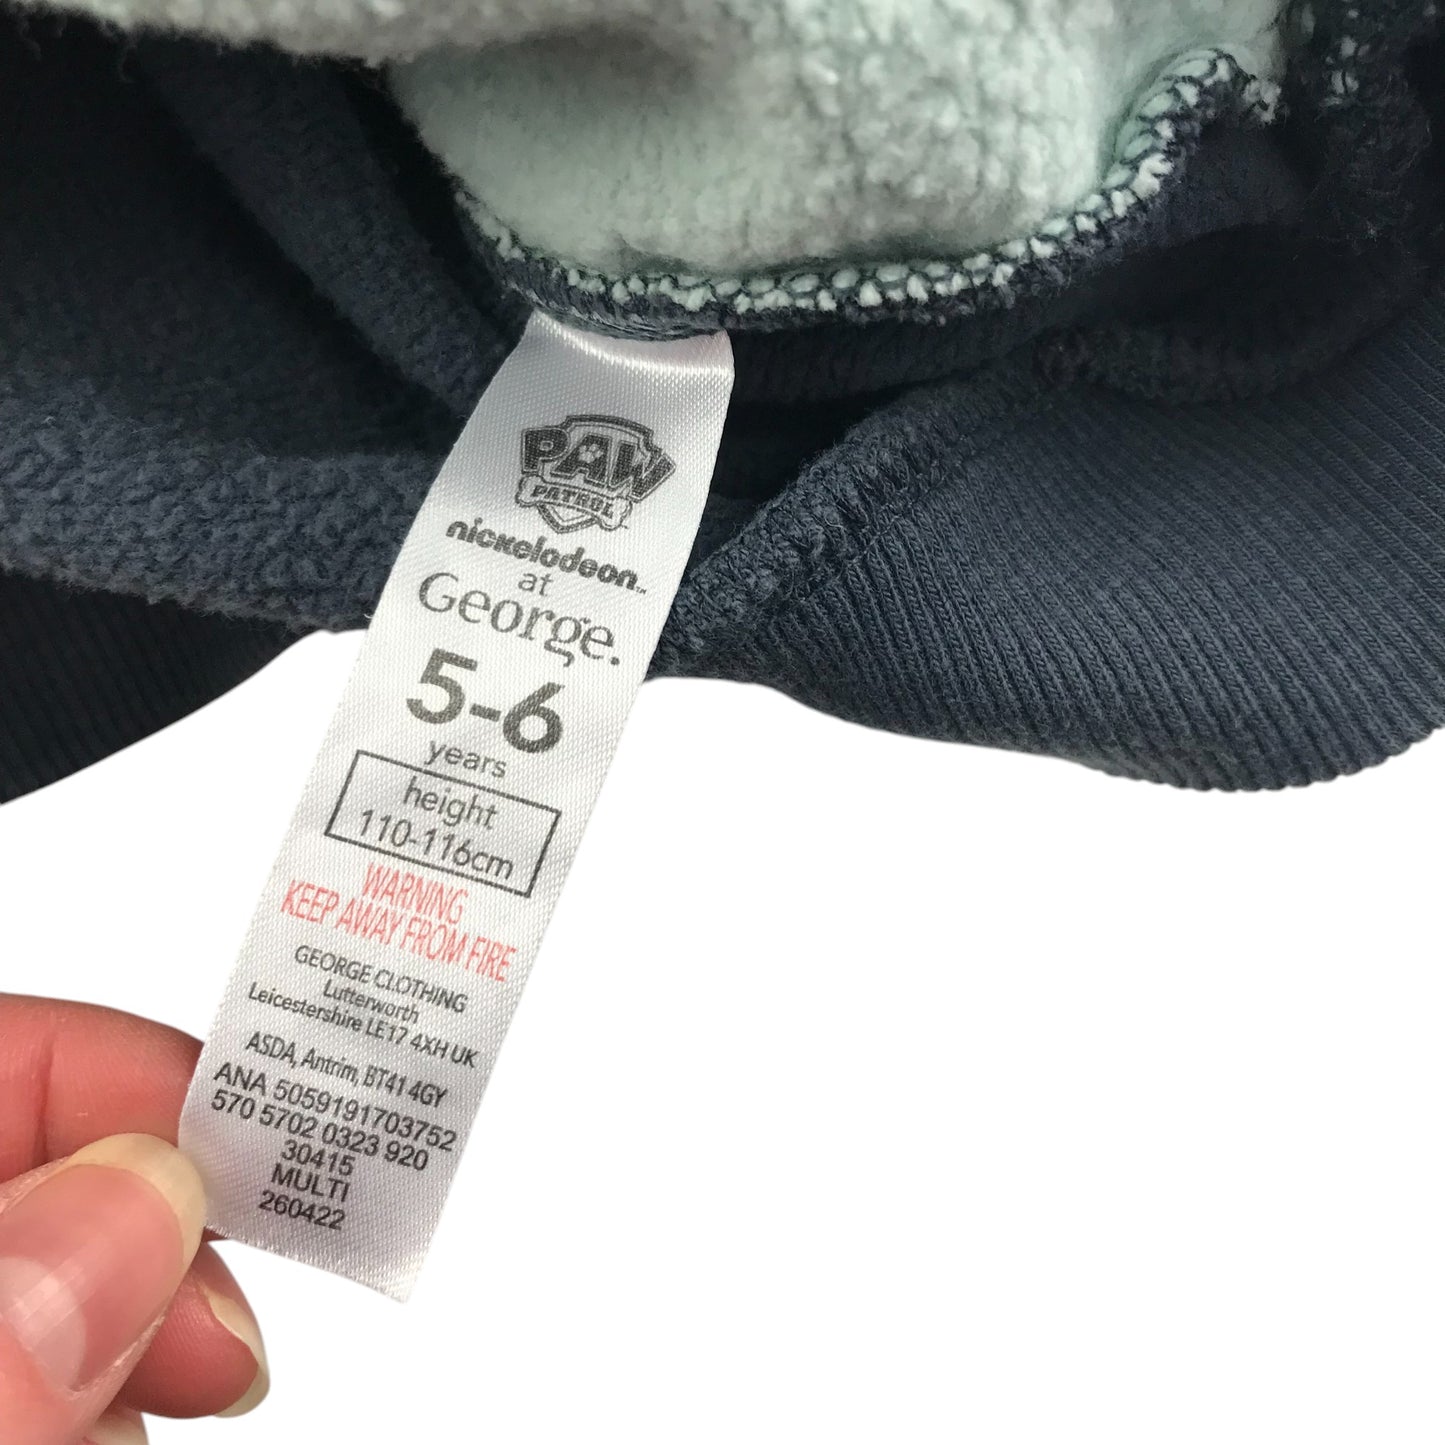 PAW
PATROL
nickelodeon™
at
George.
5-6
years
height
110-116cm
WARNING
KEEP AWAY FROM FIRE
GEORGE CLOTHING
Lutterworth
Leicestershire LE17 4XH UK
ASDA, Antrim, BT41 4GY
ANA 5059191703752
570 5702 0323 920
30415
MULTI
260422